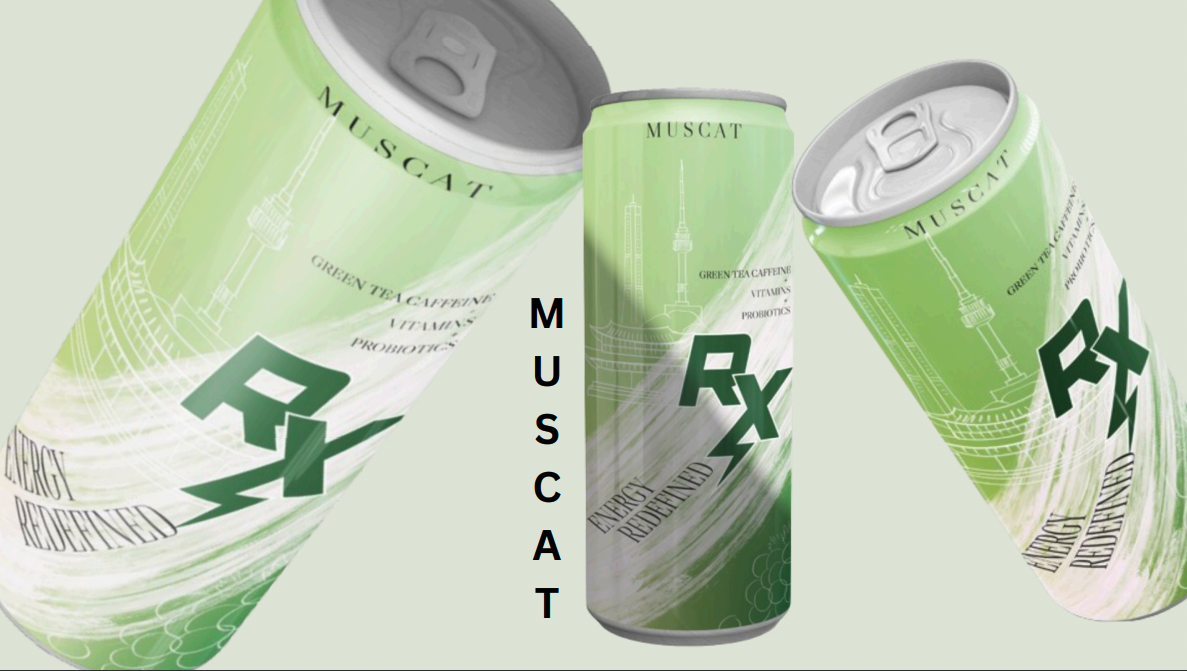 MUSCAT
GREEN TEA CAFFEINE
+
VITAMINS
+
PROBIOTICS
RX
ENERGY
REDEFINED
MUSCAT
MUSCAT
GREEN TEA CAFFEINE
+
VITAMINS
+
PROBIOTICS
RX
ENERGY
REDEFINED
MUSCAT
GREEN TEA CAFFEINE
+
VITAMINS
+
PROBIOTICS
RX
ENERGY
REDEFINED